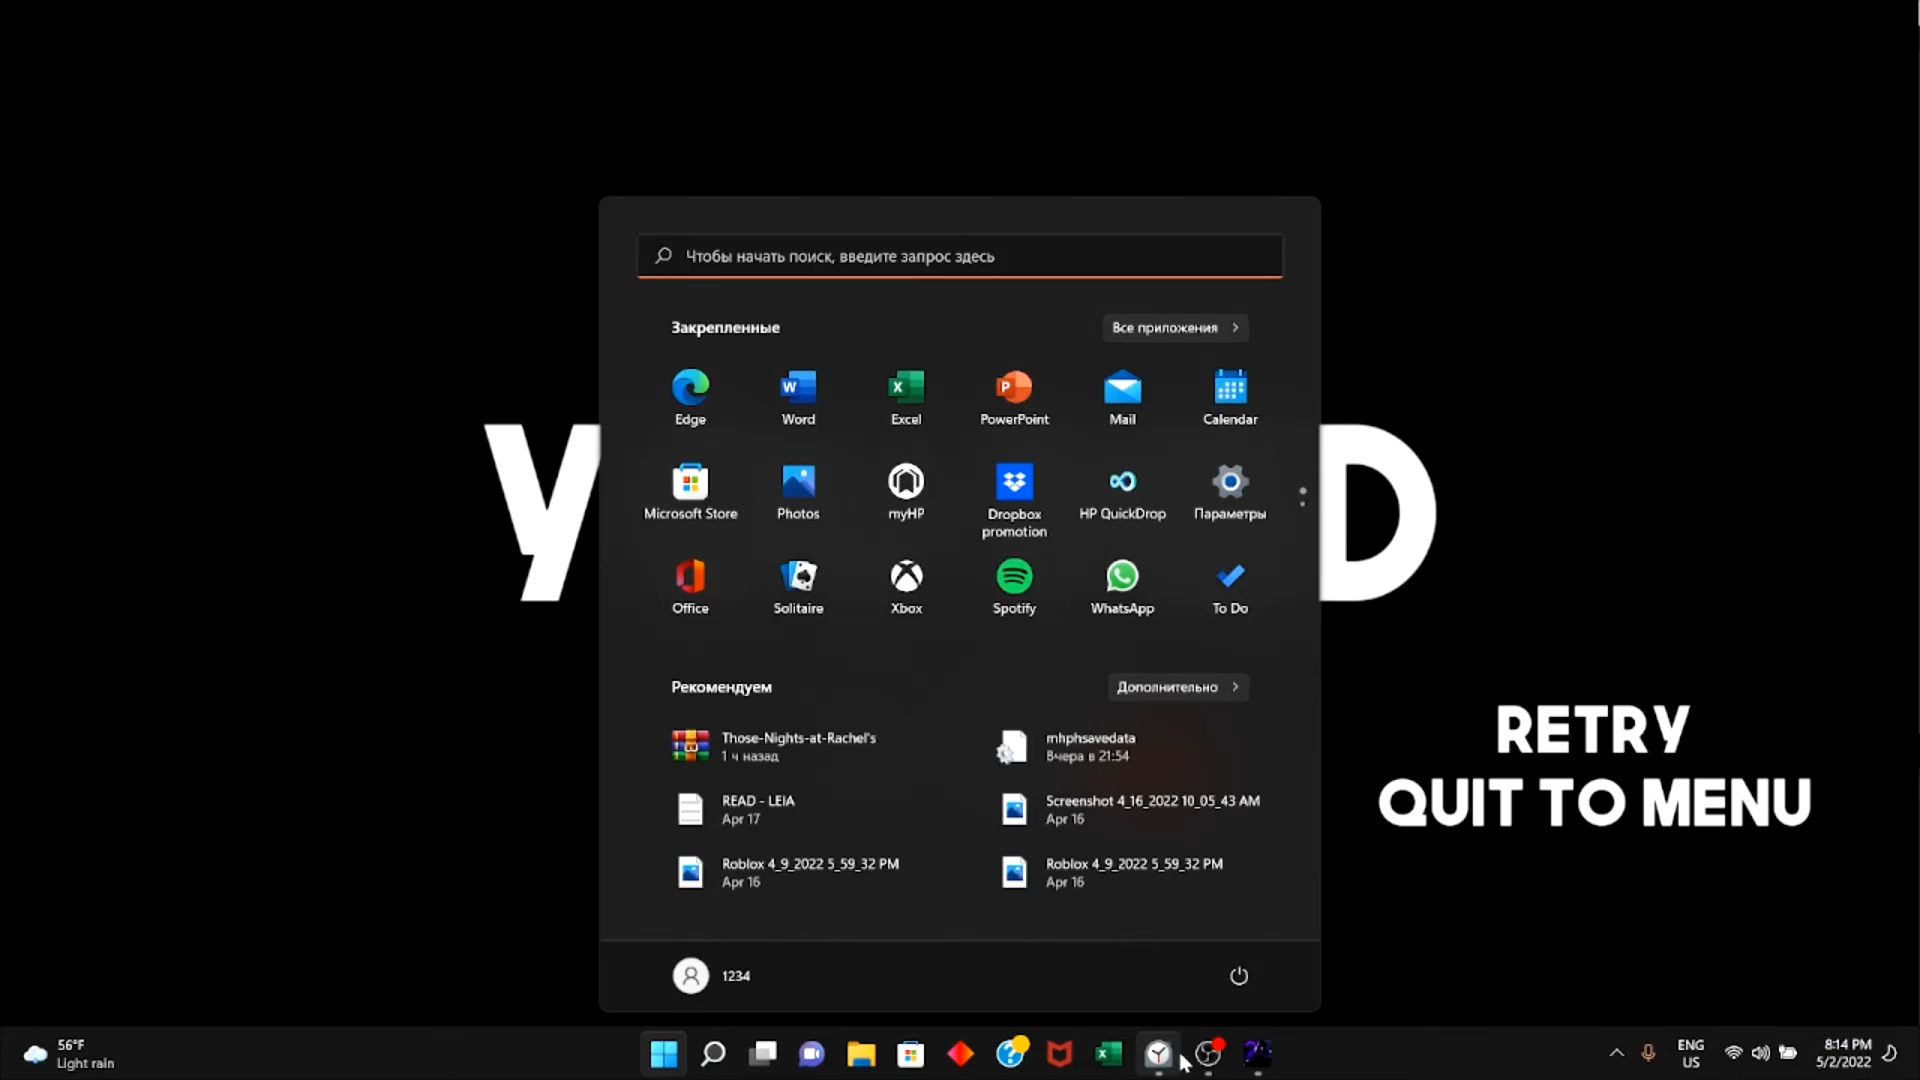 Чтобы начать поиск, введите запрос здесь
Закрепленные
Все приложения
Edge
Word
Excel
PowerPoint
Mail
Calendar
Microsoft Store
Photos
myHP
Dropbox
promotion
HP QuickDrop
Параметры
Office
Solitaire
Xbox
Spotify
WhatsApp
To Do
Y D
Рекомендуем
Дополнительно
Those-Nights-at-Rachel's
1 ч назад
mhphsavedata
Вчера в 21:54
READ - LEIA
Apr 17
Screenshot 4_16_2022 10_05_43 AM
Apr 16
Roblox 4_9_2022 5_59_32 PM
Apr 16
Roblox 4_9_2022 5_59_32 PM
Apr 16
RETRY
QUIT TO MENU
1234
56°F
Light rain
ENG
US
8:14 PM
5/2/2022